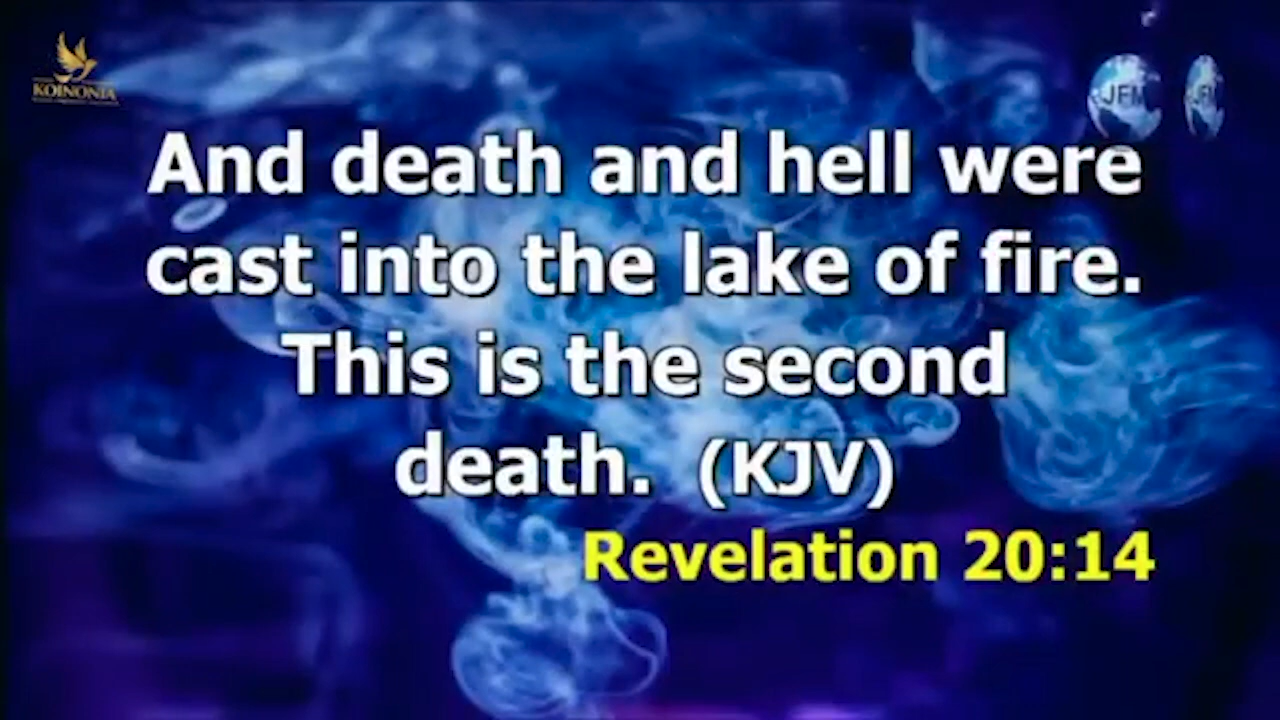 KOINONIA
JFM
And death and hell were
cast into the lake of fire.
This is the second
death. (KJV)
Revelation 20:14